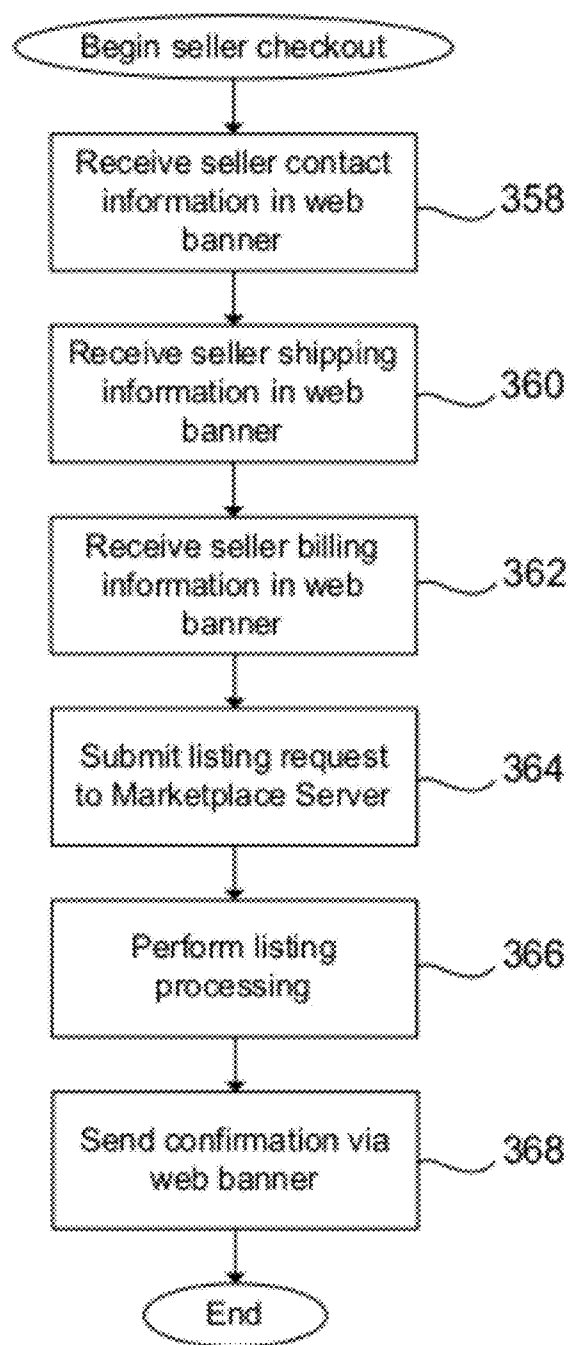 Begin seller checkout
Receive seller contact
information in web
banner
358
Receive seller shipping
information in web
banner
360
Receive seller billing
information in web
banner
362
Submit listing request
to Marketplace Server
364
Perform listing
processing
366
Send confirmation via
web banner
368
End